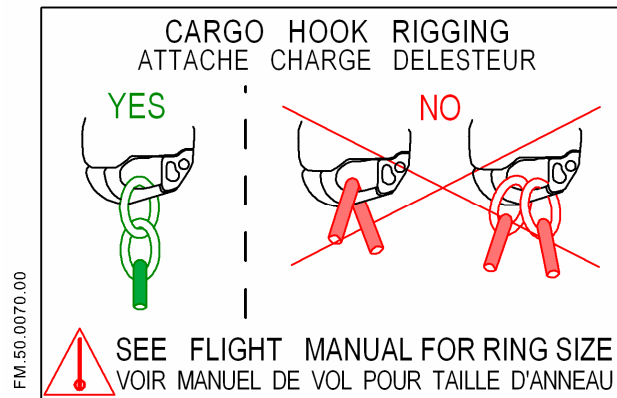 CARGO HOOK RIGGING
ATTACHE CHARGE DELESTEUR
YES
NO
SEE FLIGHT MANUAL FOR RING SIZE
VOIR MANUEL DE VOL POUR TAILLE D'ANNEAU
FM.50.0070.00